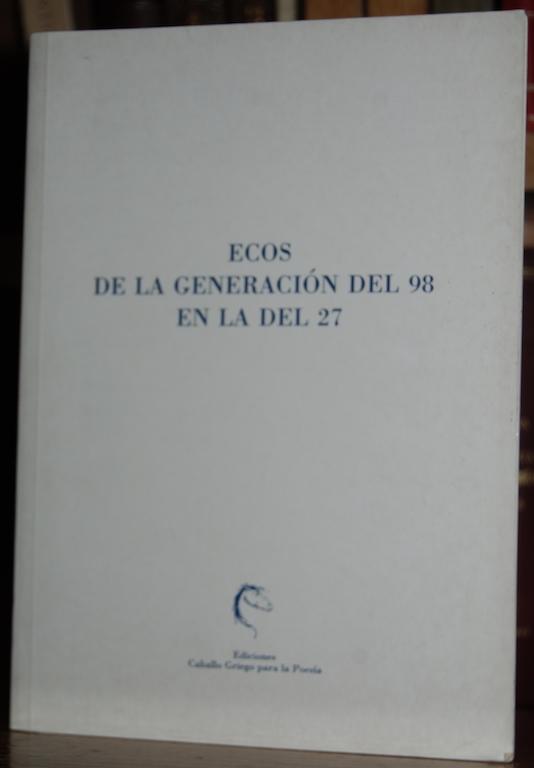 ECOS
DE LA GENERACIÓN DEL 98
EN LA DEL 27
Ediciones
Caballo Griego para la Poesía